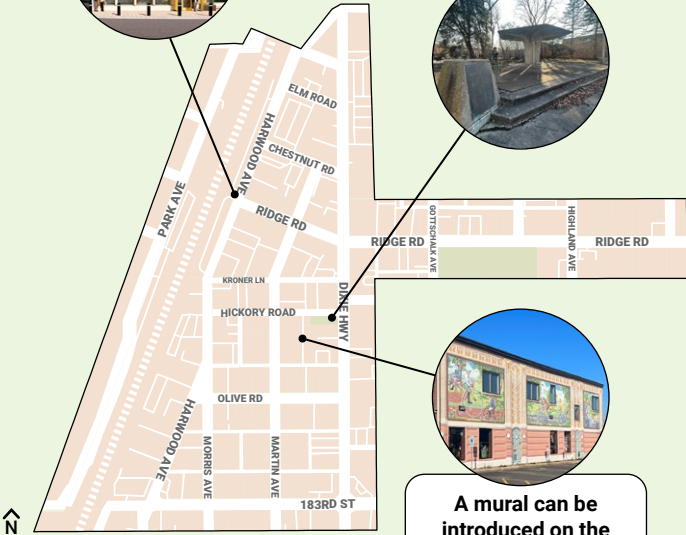 ELM ROAD
HARWOOD AVE
CHESTNUT RD
PARK AVE
RIDGE RD
RIDGE RD
GOTTSCHALK AVE
HIGHLAND AVE
RIDGE RD
KRONER LN
DIXIE HWY
HICKORY ROAD
OLIVE RD
HARWOOD AVE
MORRIS AVE
MARTIN AVE
183RD ST
N
A mural can be
introduced on the